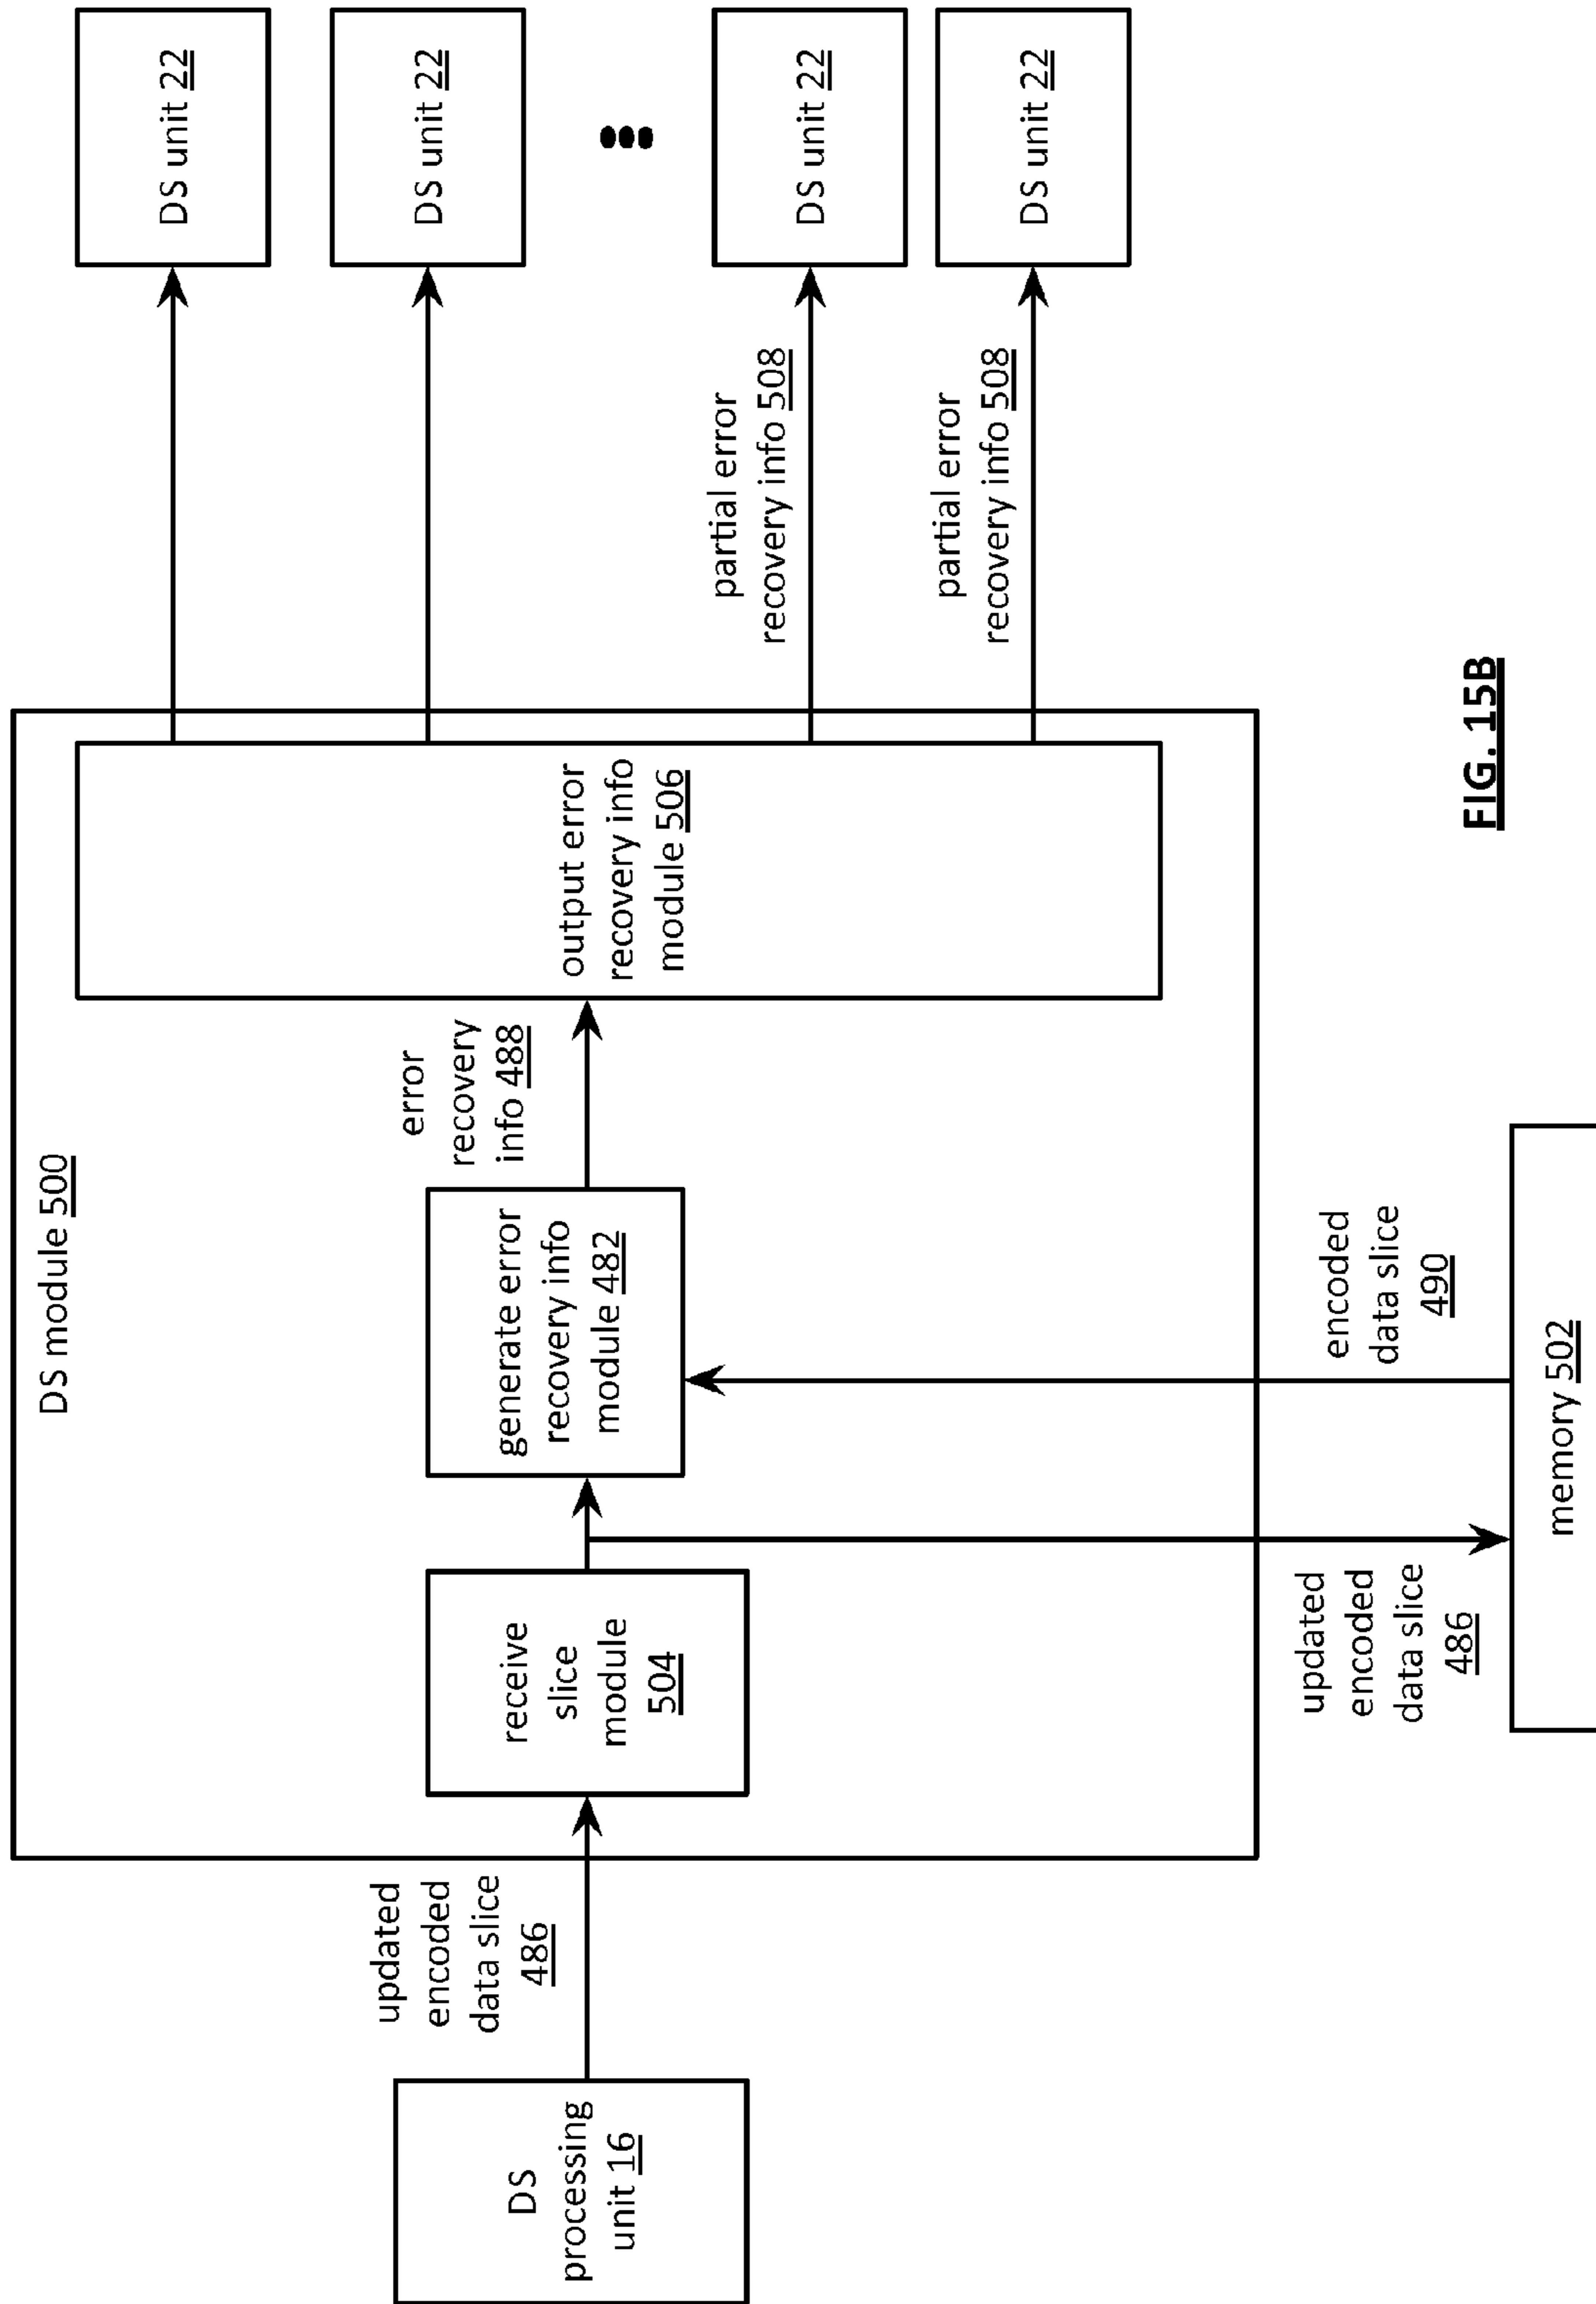 DS module 500
DS
processing
unit 16
updated
encoded
data slice
486
receive
slice
module
504
generate error
recovery info
module 482
error
recovery
info 488
output error
recovery info
module 506
DS unit 22
DS unit 22
partial error
recovery info 508
DS unit 22
partial error
recovery info 508
DS unit 22
updated
encoded
data slice
486
encoded
data slice
490
memory 502
FIG. 15B